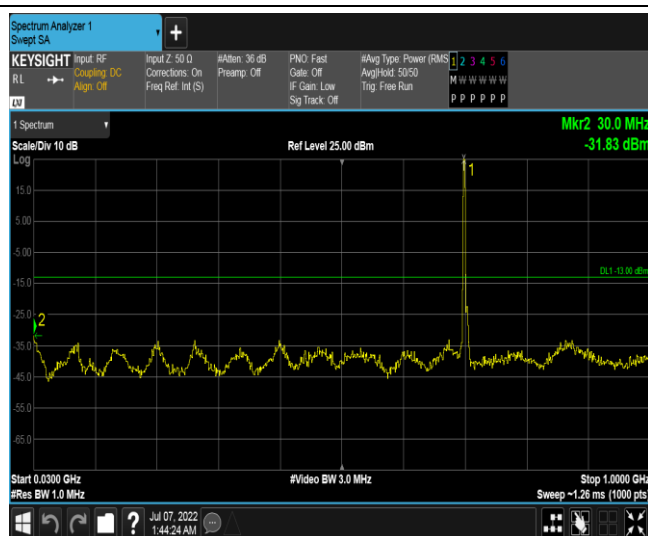 Spectrum Analyzer 1
Swept SA
+
KEYSIGHT
RL
LXI
Input: RF
Coupling: DC
Align: Off
Input Z: 50 Ω
Corrections: On
Freq Ref: Int (S)
#Atten: 36 dB
Preamp: Off
PNO: Fast
Gate: Off
IF Gain: Low
Sig Track: Off
#Avg Type: Power (RMS
Avg|Hold: 50/50
Trig: Free Run
1 2 3 4 5 6
M W W W W W
P P P P P P
1 Spectrum
Mkr2 30.0 MHz
Scale/Div 10 dB
Ref Level 25.00 dBm
-31.83 dBm
Log
1
15.0
5.00
-5.00
DL1 -13.00 dBm
-15.0
-25.0
2
-35.0
-45.0
-55.0
-65.0
Start 0.0300 GHz
#Video BW 3.0 MHz
Stop 1.0000 GHz
#Res BW 1.0 MHz
Sweep ~1.26 ms (1000 pts)
?
Jul 07, 2022
1:44:24 AM